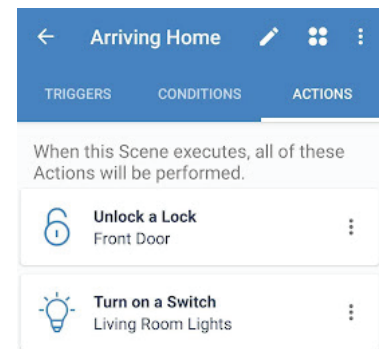 Arriving Home
TRIGGERS CONDITIONS ACTIONS
When this Scene executes, all of these
Actions will be performed.
Unlock a Lock
Front Door
Turn on a Switch
Living Room Lights